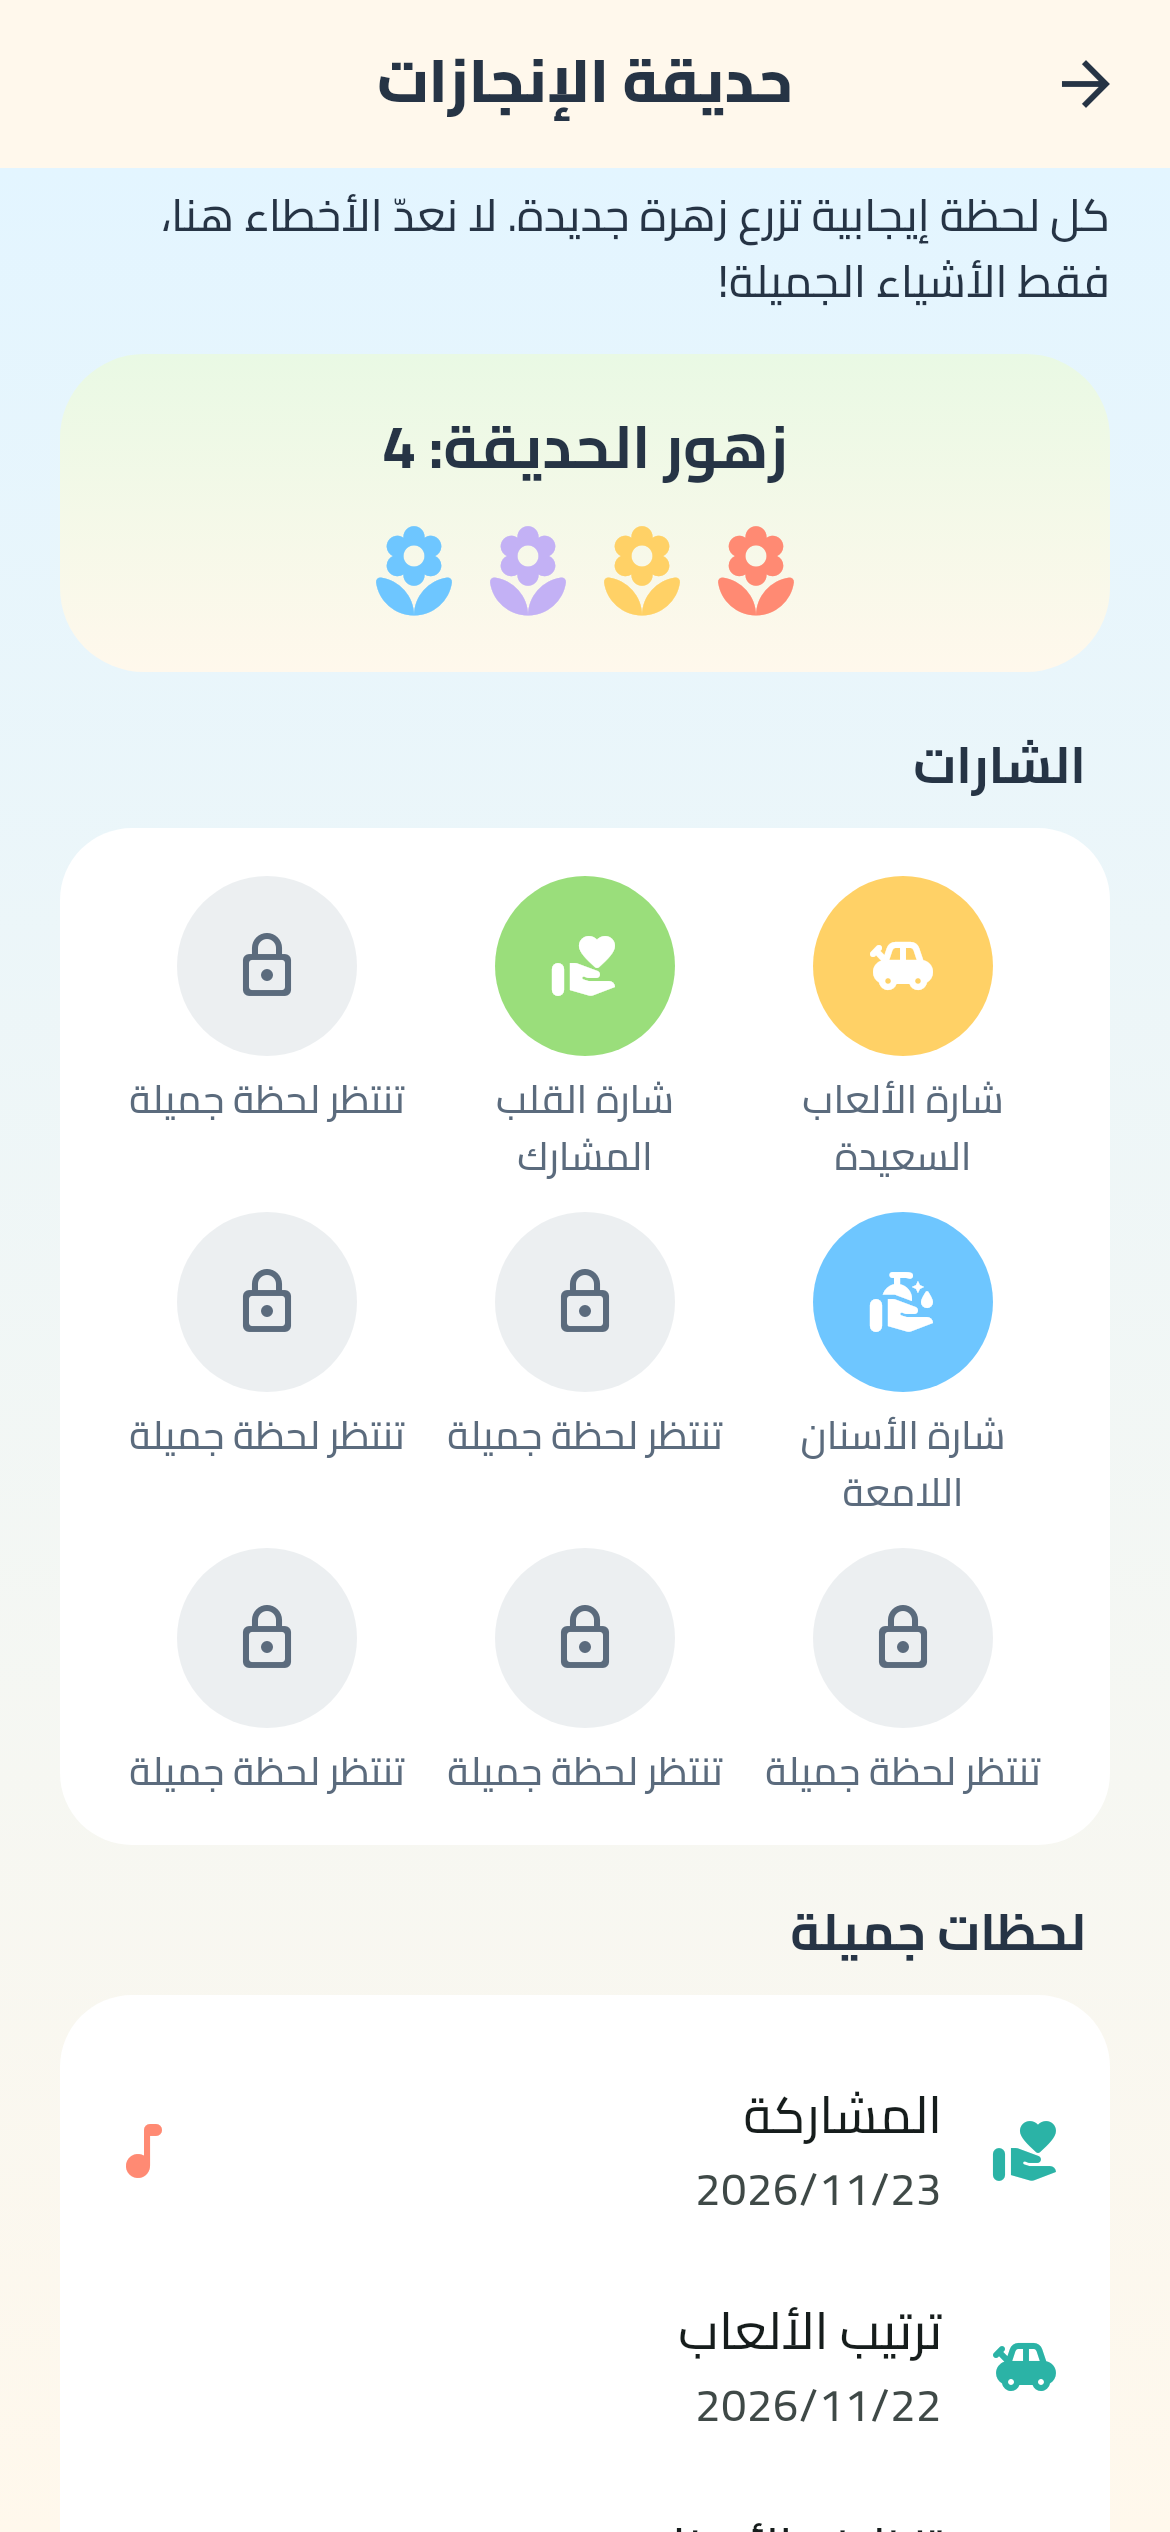 حديقة الإنجازات
كل لحظة إيجابية تزرع زهرة جديدة. لا نعدّ الأخطاء هنا،
فقط الأشياء الجميلة!
زهور الحديقة: 4
الشارات
شارة الألعاب
السعيدة
شارة القلب
المشارك
تنتظر لحظة جميلة
شارة الأسنان
اللامعة
تنتظر لحظة جميلة
تنتظر لحظة جميلة
تنتظر لحظة جميلة
تنتظر لحظة جميلة
تنتظر لحظة جميلة
لحظات جميلة
المشاركة
2026/11/23
ترتيب الألعاب
2026/11/22